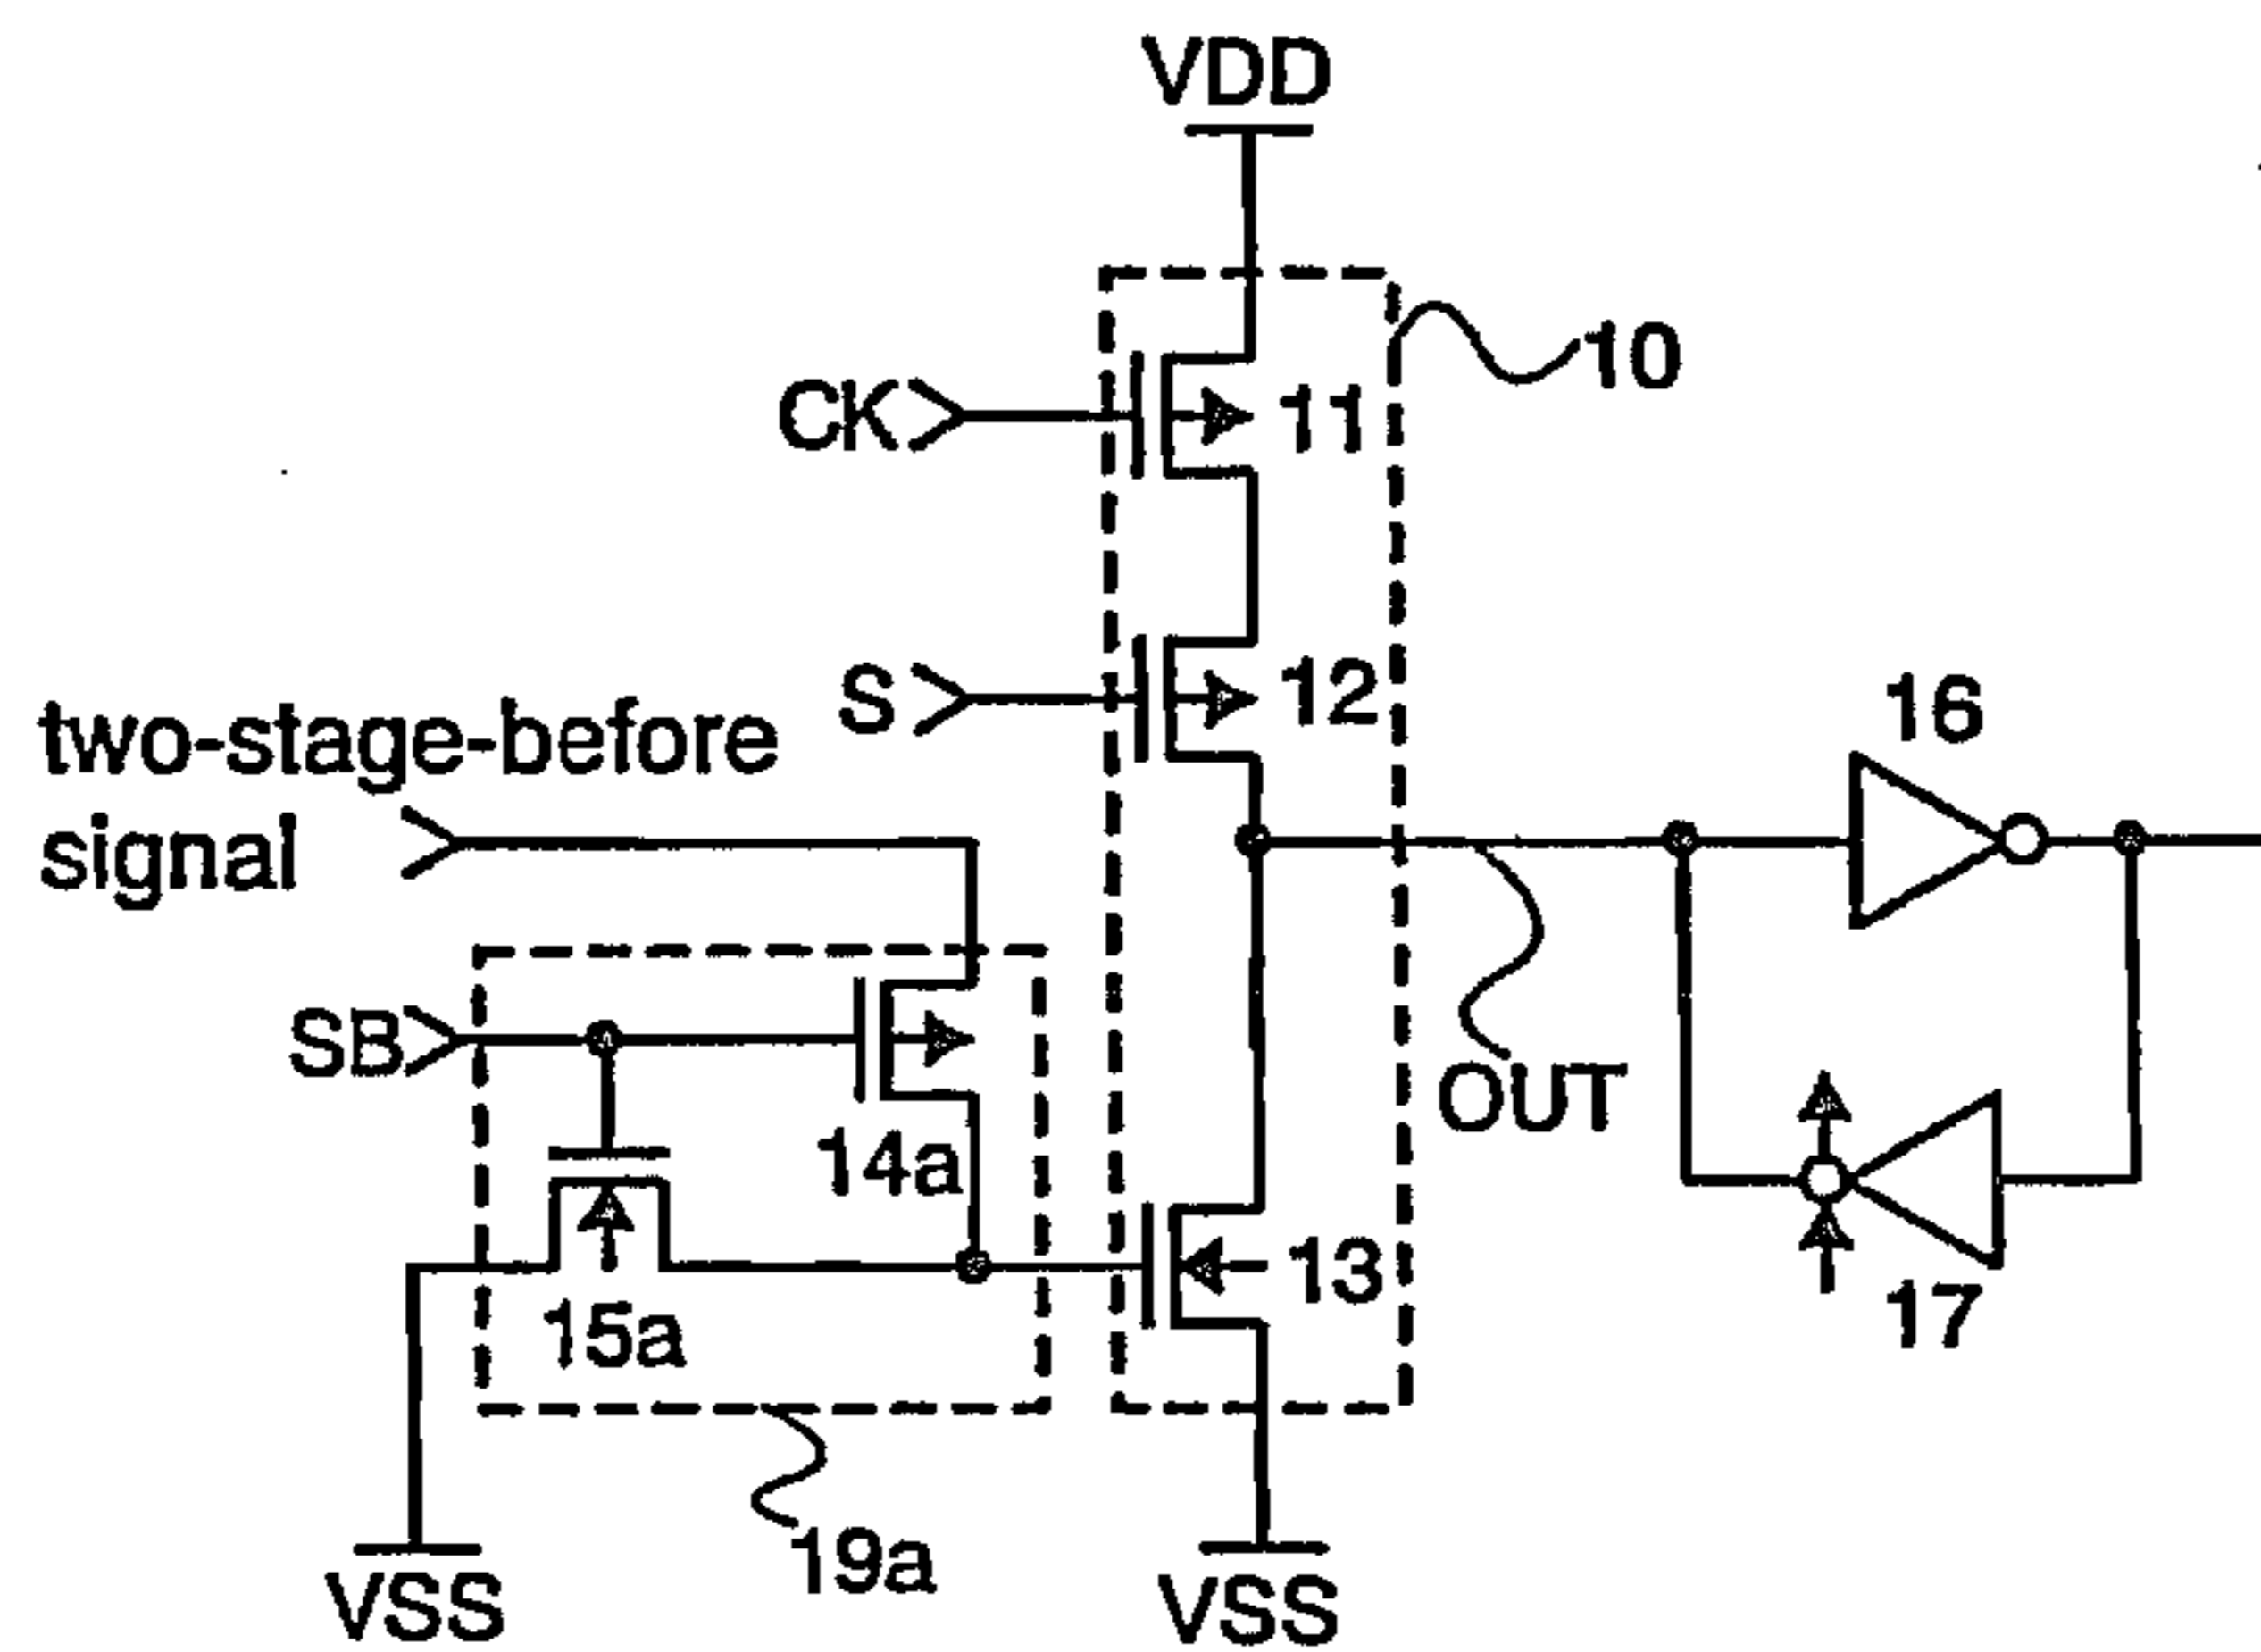 VDD
10
CK
11
S
12
16
two-stage-before
signal
SB
14a
OUT
13
15a
17
19a
VSS
VSS